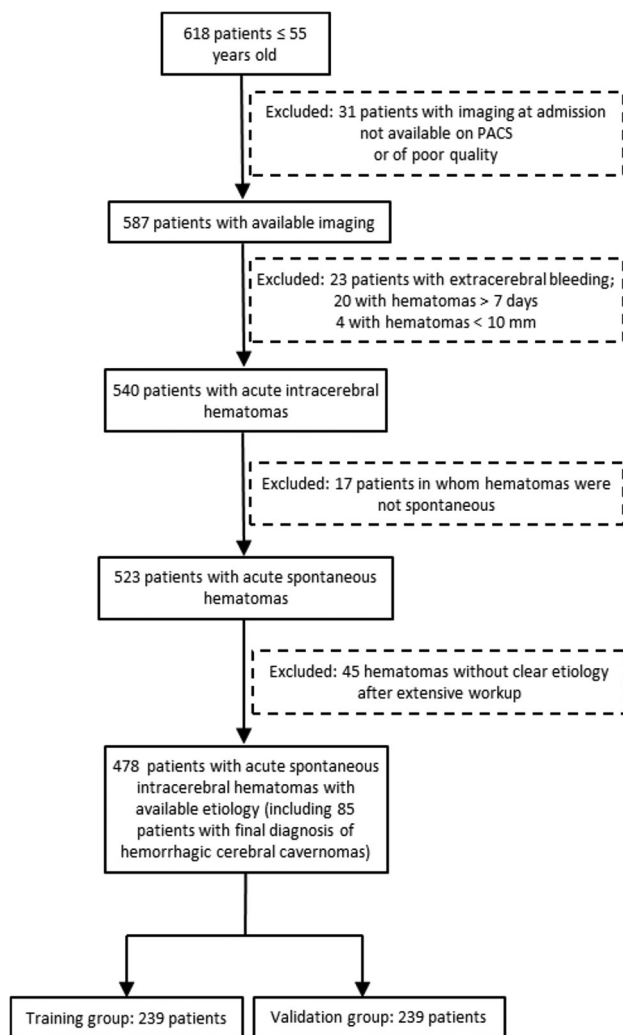 618 patients ≤ 55
years old
Excluded: 31 patients with imaging at admission
not available on PACS
or of poor quality
587 patients with available imaging
Excluded: 23 patients with extracerebral bleeding;
20 with hematomas > 7 days
4 with hematomas < 10 mm
540 patients with acute intracerebral
hematomas
Excluded: 17 patients in whom hematomas were
not spontaneous
523 patients with acute spontaneous
hematomas
Excluded: 45 hematomas without clear etiology
after extensive workup
478 patients with acute spontaneous
intracerebral hematomas with
available etiology (including 85
patients with final diagnosis of
hemorrhagic cerebral cavernomas)
Training group: 239 patients
Validation group: 239 patients